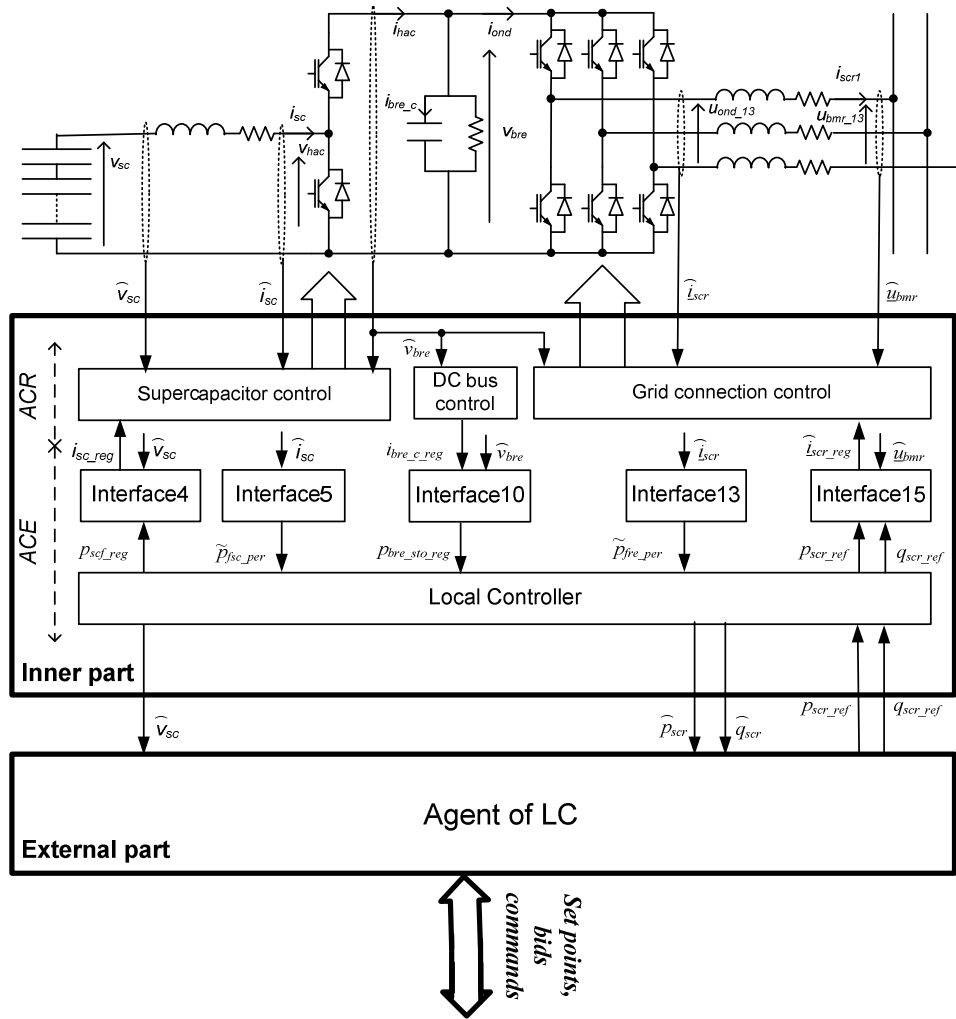 i_hac
i_ond
i_scr1
i_bre_c
u_ond_13
u_bmr_13
i_sc
v_bre
v_sc
v_hac
v̂_sc
î_sc
î_scr
û_bmr
v̂_bre
ACR
Supercapacitor control
DC bus
control
Grid connection control
i_sc_reg
v̂_sc
î_sc
i_bre_c_reg
v̂_bre
î_scr
î_scr_reg
û_bmr
ACE
Interface4
Interface5
Interface10
Interface13
Interface15
p_scf_reg
p̃_fsc_per
p_bre_sto_reg
p̃_fre_per
p_scr_ref
q_scr_ref
Local Controller
Inner part
v̂_sc
p̂_scr
q̂_scr
p_scr_ref
q_scr_ref
Agent of LC
External part
Set points,
bids
commands